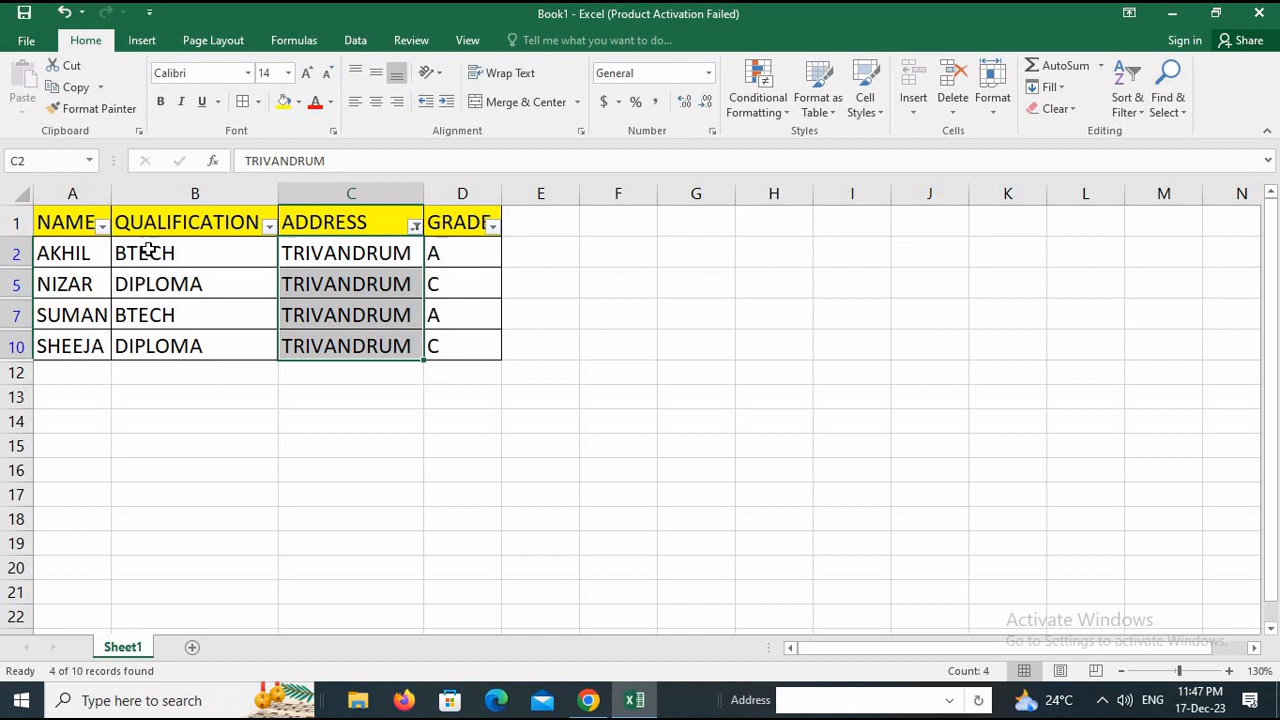 Book1 - Excel (Product Activation Failed)
File Home Insert Page Layout Formulas Data Review View Tell me what you want to do... Sign in Share
Paste Cut Copy Format Painter
Calibri 14 Wrap Text General
B I U Merge & Center $ % ,
Conditional Formatting Format as Table Cell Styles Insert Delete Format
AutoSum Fill Clear Sort & Filter Find & Select
Clipboard Font Alignment Number Styles Cells Editing
C2 fx TRIVANDRUM
A B C D E F G H I J K L M N
1 NAME QUALIFICATION ADDRESS GRADE
2 AKHIL BTECH TRIVANDRUM A
5 NIZAR DIPLOMA TRIVANDRUM C
7 SUMAN BTECH TRIVANDRUM A
10 SHEEJA DIPLOMA TRIVANDRUM C
12
13
14
15
16
17
18
19
20
21
22
Activate Windows
Go to Settings to activate Windows.
Sheet1
Ready 4 of 10 records found Count: 4 130%
Type here to search Address 24°C ENG 11:47 PM
17-Dec-23